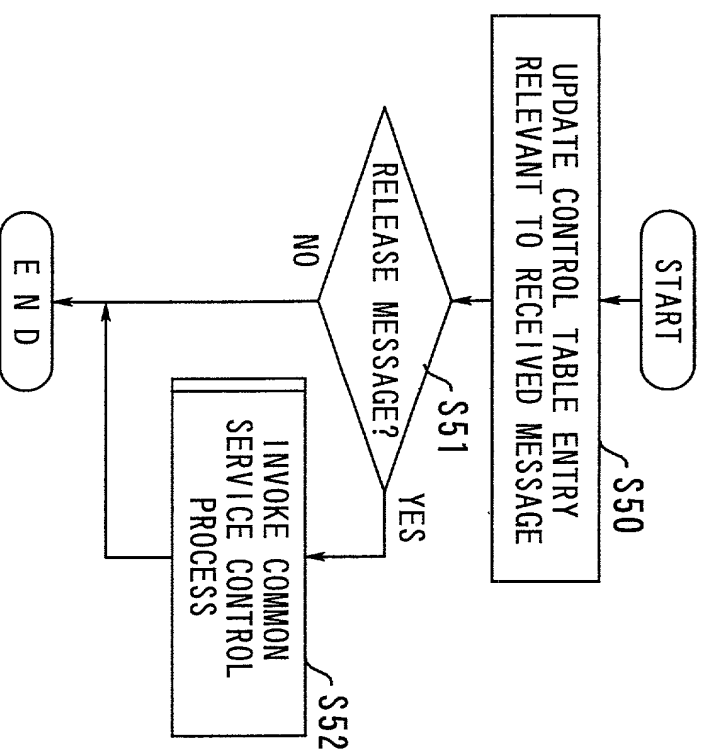 START
S50
UPDATE CONTROL TABLE ENTRY
RELEVANT TO RECEIVED MESSAGE
S51
RELEASE MESSAGE?
YES
NO
S52
INVOKE COMMON
SERVICE CONTROL
PROCESS
E N D